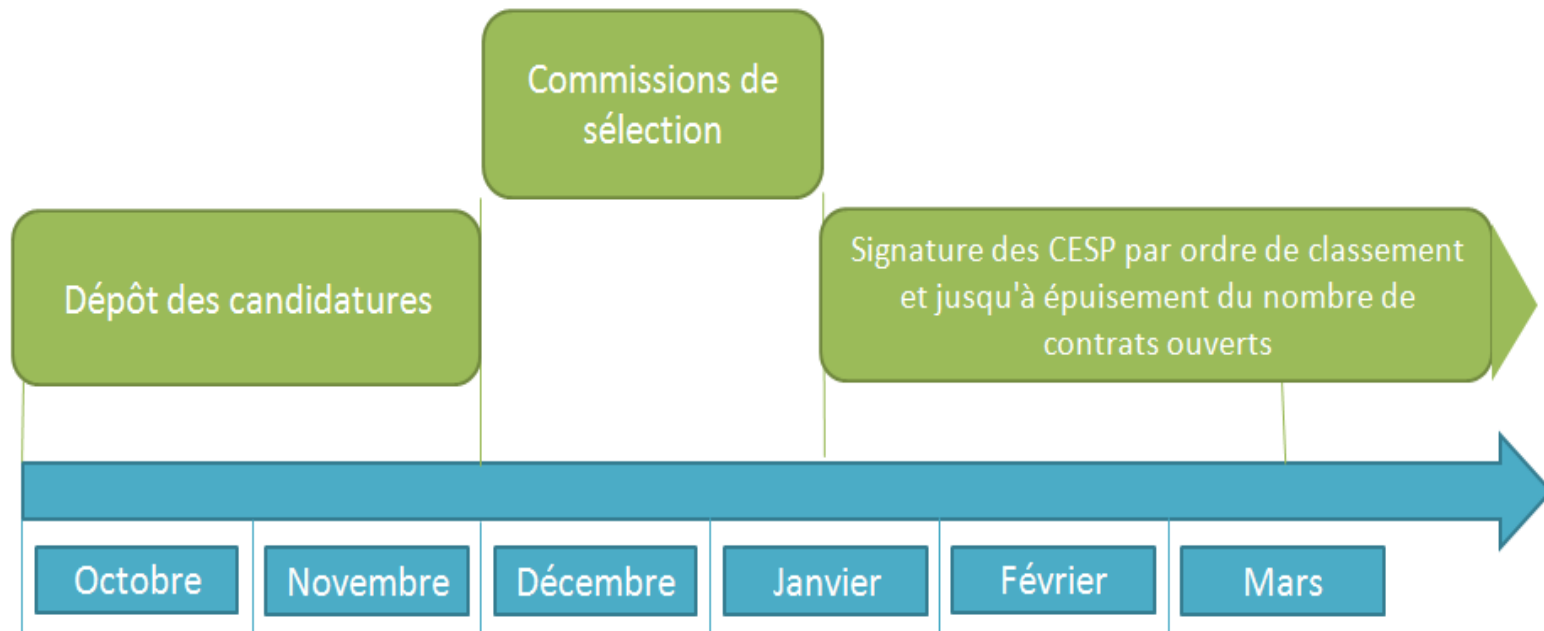 Commissions de
sélection
Dépôt des candidatures
Signature des CESP par ordre de classement
et jusqu'à épuisement du nombre de
contrats ouverts
Octobre
Novembre
Décembre
Janvier
Février
Mars